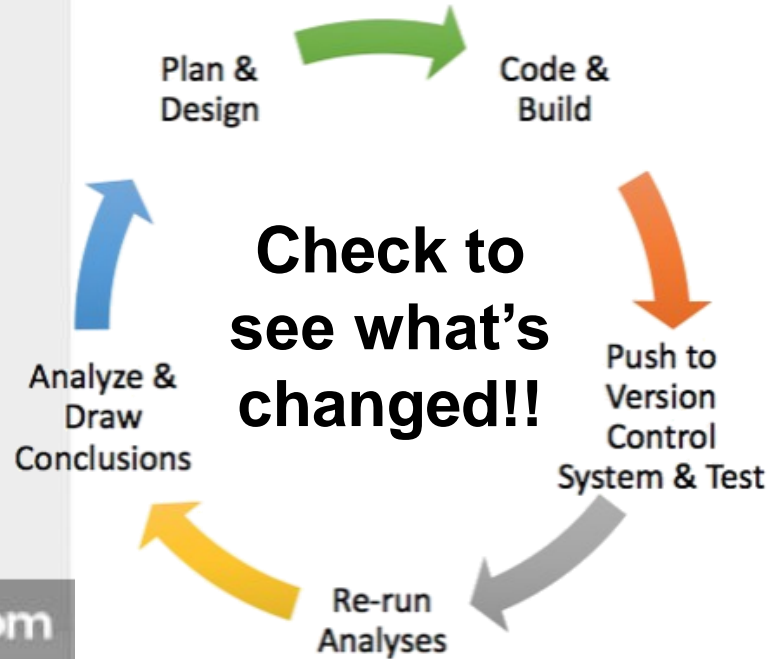 Plan &
Design
Code &
Build
Check to
see what's
changed!!
Push to
Version
Control
System & Test
Analyze &
Draw
Conclusions
Re-run
Analyses
om